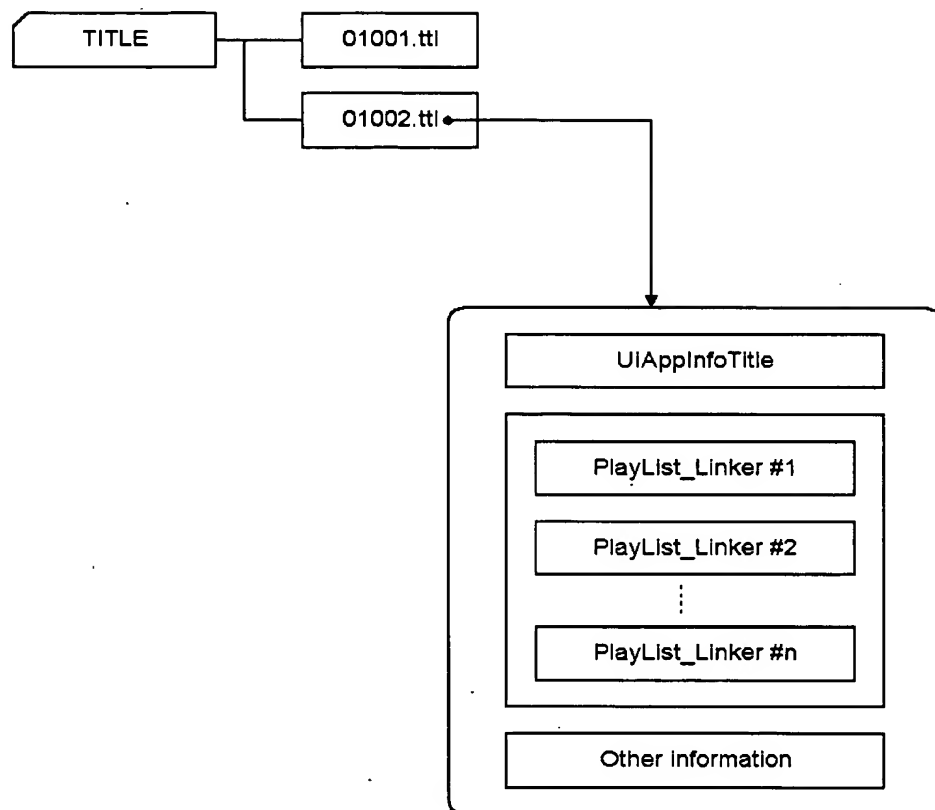 TITLE
01001.ttl
01002.ttl
UiAppInfoTitle
PlayList_Linker #1
PlayList_Linker #2
PlayList_Linker #n
Other information